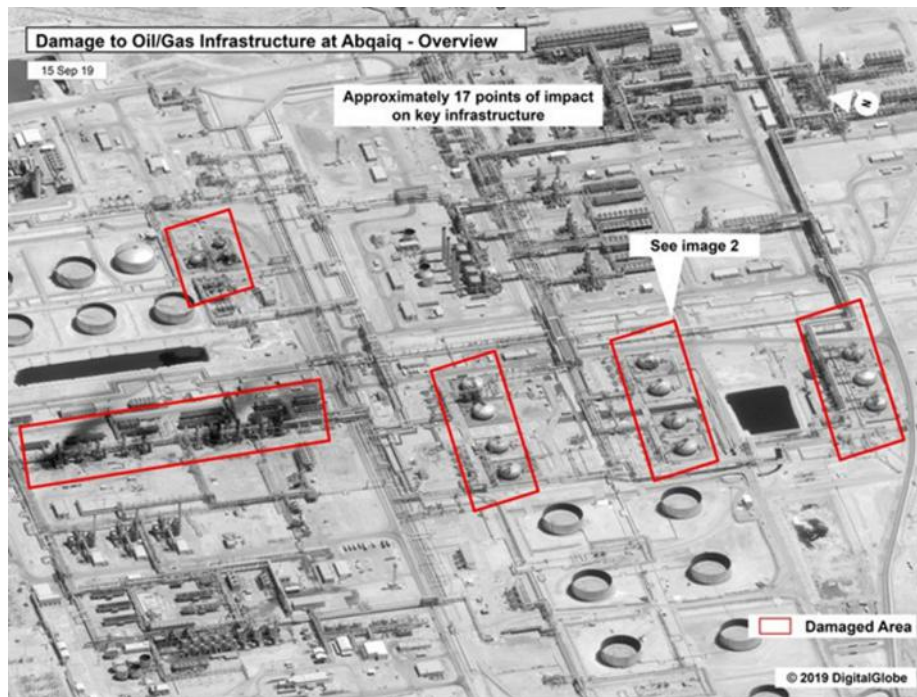 Damage to Oil/Gas Infrastructure at Abqaiq - Overview
15 Sep 19
Approximately 17 points of impact
on key infrastructure
N
See image 2
Damaged Area
© 2019 DigitalGlobe